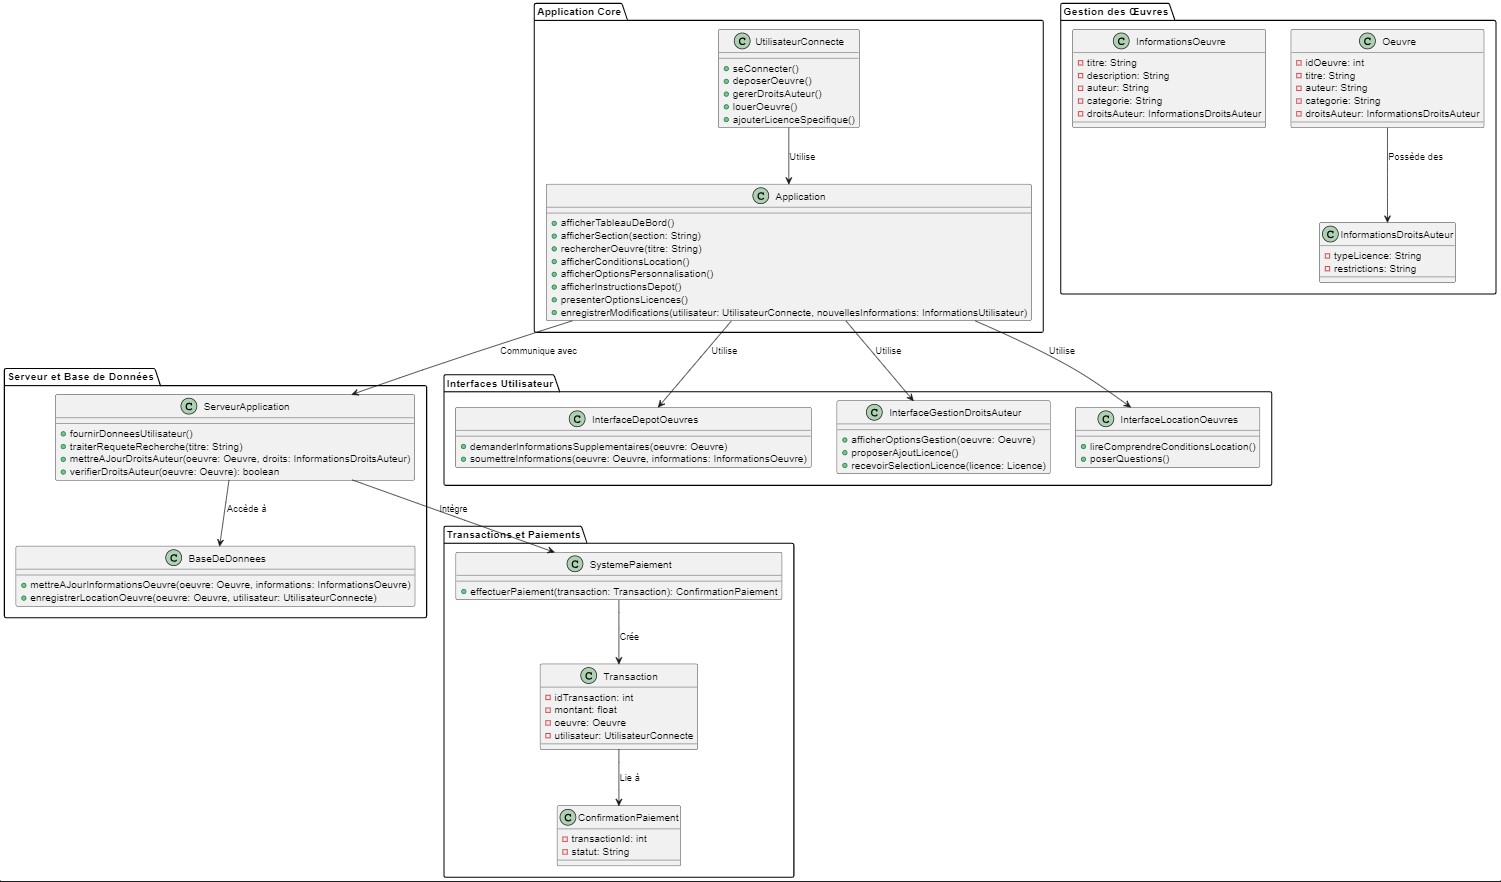 Application Core
UtilisateurConnecte
seConnecter()
deposerOeuvre()
gererDroitsAuteur()
louerOeuvre()
ajouterLicenceSpecifique()
Utilise
Application
afficherTableauDeBord()
afficherSection(section: String)
rechercherOeuvre(titre: String)
afficherConditionsLocation()
afficherOptionsPersonnalisation()
afficherInstructionsDepot()
presenterOptionsLicences()
enregistrerModifications(utilisateur: UtilisateurConnecte, nouvellesInformations: InformationsUtilisateur)
Gestion des Œuvres
InformationsOeuvre
titre: String
description: String
auteur: String
categorie: String
droitsAuteur: InformationsDroitsAuteur
Oeuvre
idOeuvre: int
titre: String
auteur: String
categorie: String
droitsAuteur: InformationsDroitsAuteur
Possède des
InformationsDroitsAuteur
typeLicence: String
restrictions: String
Communique avec
Utilise
Utilise
Utilise
Serveur et Base de Données
ServeurApplication
fournirDonneesUtilisateur()
traiterRequeteRecherche(titre: String)
mettreAJourDroitsAuteur(oeuvre: Oeuvre, droits: InformationsDroitsAuteur)
verifierDroitsAuteur(oeuvre: Oeuvre): boolean
Accède à
BaseDeDonnees
mettreAJourInformationsOeuvre(oeuvre: Oeuvre, informations: InformationsOeuvre)
enregistrerLocationOeuvre(oeuvre: Oeuvre, utilisateur: UtilisateurConnecte)
Interfaces Utilisateur
InterfaceDepotOeuvres
demanderInformationsSupplementaires(oeuvre: Oeuvre)
soumettreInformations(oeuvre: Oeuvre, informations: InformationsOeuvre)
InterfaceGestionDroitsAuteur
afficherOptionsGestion(oeuvre: Oeuvre)
proposerAjoutLicence()
recevoirSelectionLicence(licence: Licence)
InterfaceLocationOeuvres
lireComprendreConditionsLocation()
poserQuestions()
Intègre
Transactions et Paiements
SystemePaiement
effectuerPaiement(transaction: Transaction): ConfirmationPaiement
Crée
Transaction
idTransaction: int
montant: float
oeuvre: Oeuvre
utilisateur: UtilisateurConnecte
Lie à
ConfirmationPaiement
transactionId: int
statut: String